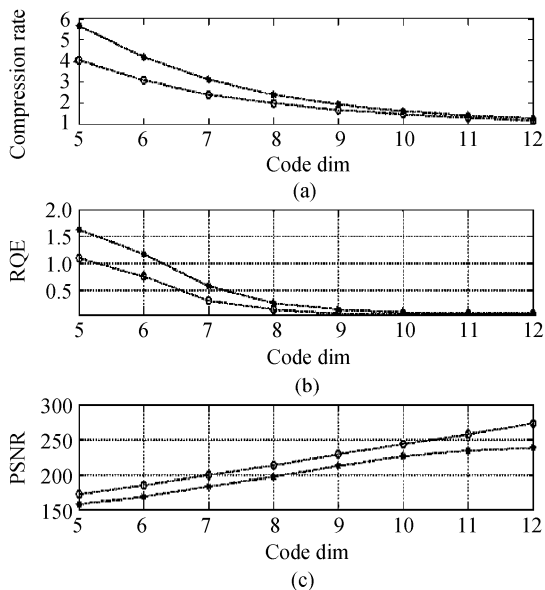 Compression rate
6
5
4
3
2
1
5 6 7 8 9 10 11 12
Code dim
(a)
RQE
2.0
1.5
1.0
0.5
5 6 7 8 9 10 11 12
Code dim
(b)
PSNR
300
250
200
150
5 6 7 8 9 10 11 12
Code dim
(c)